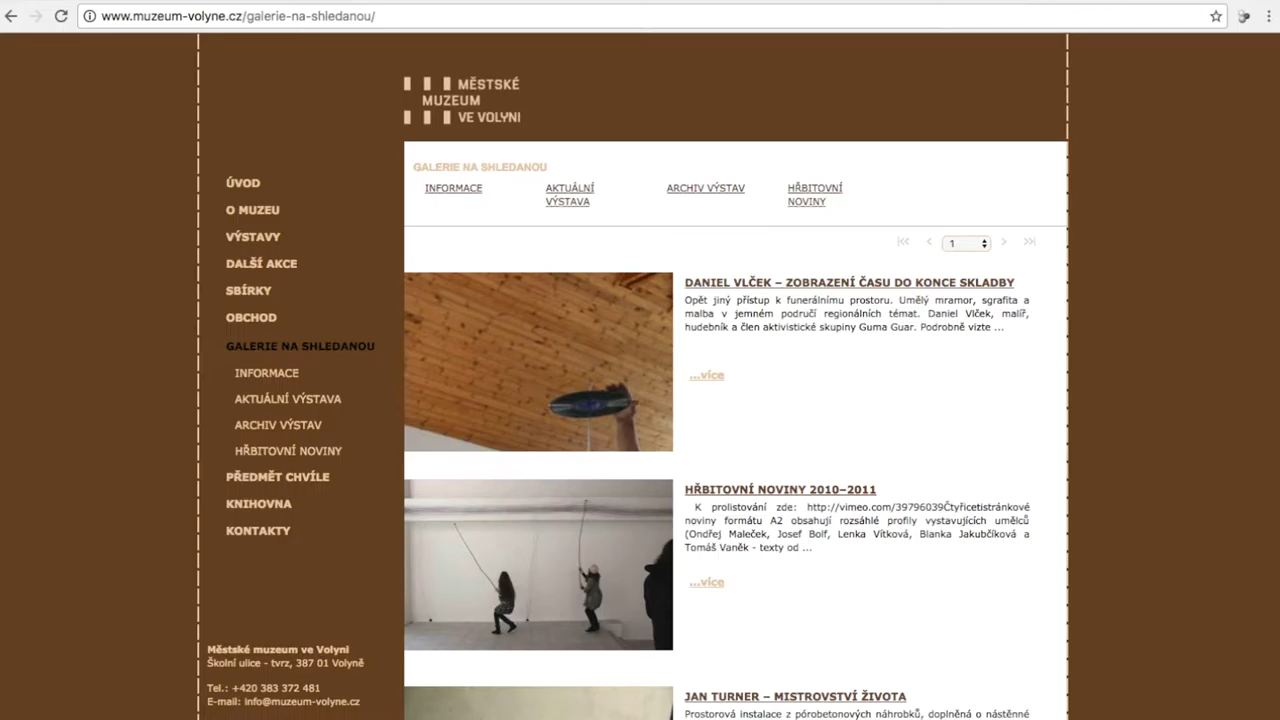 www.muzeum-volyne.cz/galerie-na-shledanou/
MĚSTSKÉ
MUZEUM
VE VOLYNI
ÚVOD
O MUZEU
VÝSTAVY
DALŠÍ AKCE
SBÍRKY
OBCHOD
GALERIE NA SHLEDANOU
INFORMACE
AKTUÁLNÍ VÝSTAVA
ARCHIV VÝSTAV
HŘBITOVNÍ NOVINY
PŘEDMĚT CHVÍLE
KNIHOVNA
KONTAKTY
Městské muzeum ve Volyni
Školní ulice - tvrz, 387 01 Volyně
Tel.: +420 383 372 481
E-mail: info@muzeum-volyne.cz
GALERIE NA SHLEDANOU
INFORMACE
AKTUÁLNÍ
VÝSTAVA
ARCHIV VÝSTAV
HŘBITOVNÍ
NOVINY
1
DANIEL VLČEK – ZOBRAZENÍ ČASU DO KONCE SKLADBY
Opět jiný přístup k funerálnímu prostoru. Umělý mramor, sgrafita a
malba v jemném područí regionálních témat. Daniel Vlček, malíř,
hudebník a člen aktivistické skupiny Guma Guar. Podrobně vizte ...
...více
HŘBITOVNÍ NOVINY 2010–2011
K prolistování zde: http://vimeo.com/39796039Čtyřicetistránkové
noviny formátu A2 obsahují rozsáhlé profily vystavujících umělců
(Ondřej Maleček, Josef Bolf, Lenka Vítková, Blanka Jakubčíková a
Tomáš Vaněk - texty od ...
...více
JAN TURNER – MISTROVSTVÍ ŽIVOTA
Prostorová instalace z pórobetonových náhrobků, doplněná o nástěnné